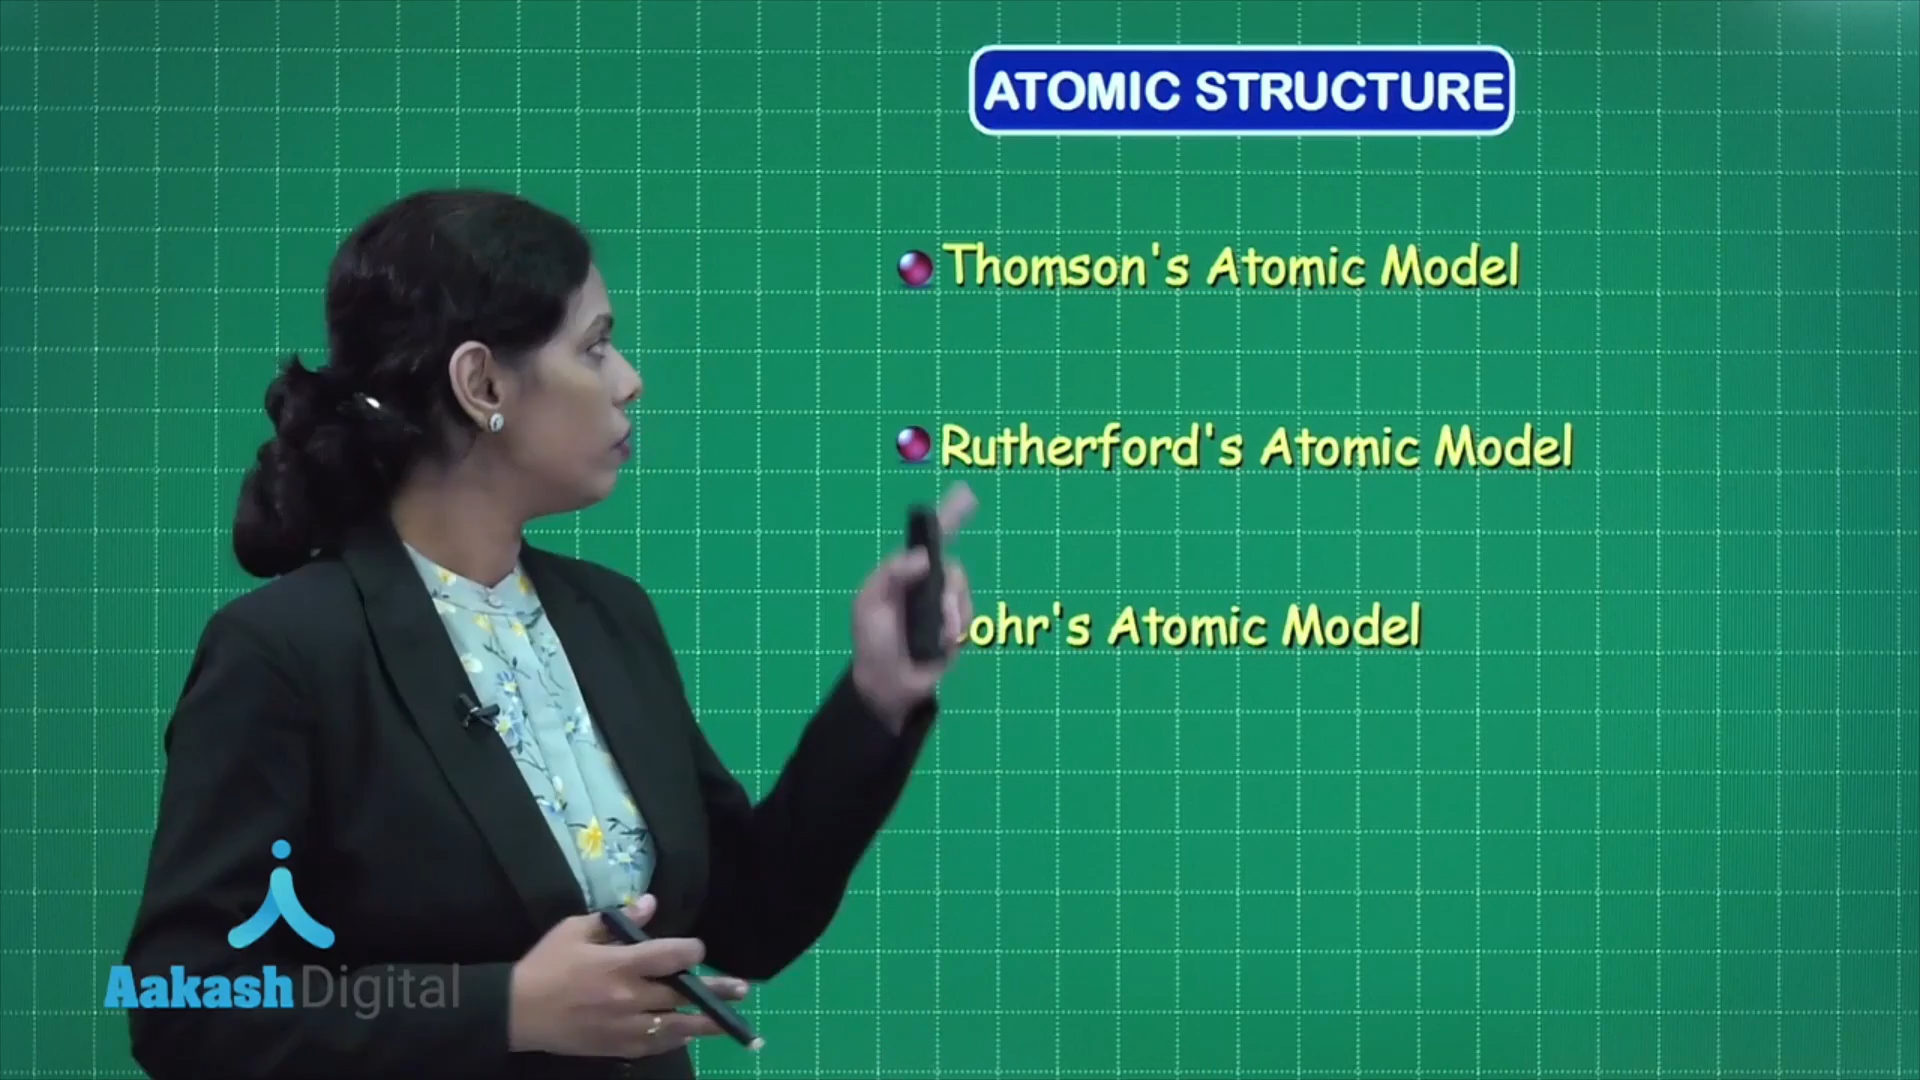 ATOMIC STRUCTURE
Thomson's Atomic Model
Rutherford's Atomic Model
ohr's Atomic Model
Aakash Digital